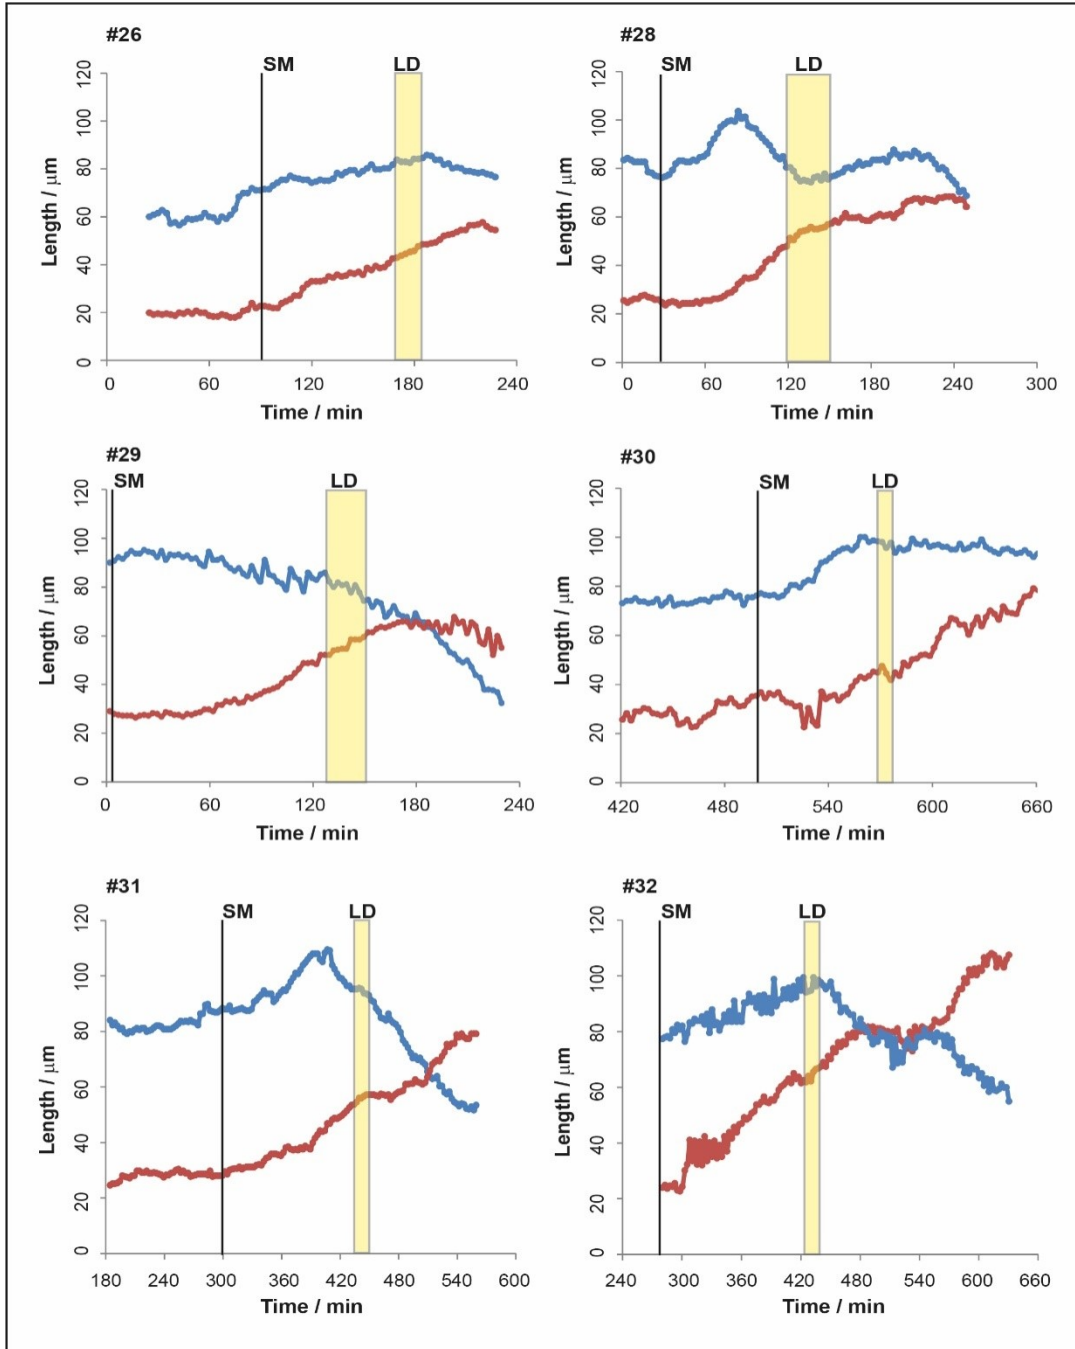 #26
SM LD
120
100
80
60
40
20
0
Length / μm
0 60 120 180 240
Time / min
#28
SM LD
120
100
80
60
40
20
0
Length / μm
0 60 120 180 240 300
Time / min
#29
SM LD
120
100
80
60
40
20
0
Length / μm
0 60 120 180 240
Time / min
#30
SM LD
120
100
80
60
40
20
0
Length / μm
420 480 540 600 660
Time / min
#31
SM LD
120
100
80
60
40
20
0
Length / μm
180 240 300 360 420 480 540 600
Time / min
#32
SM LD
120
100
80
60
40
20
0
Length / μm
240 300 360 420 480 540 600 660
Time / min